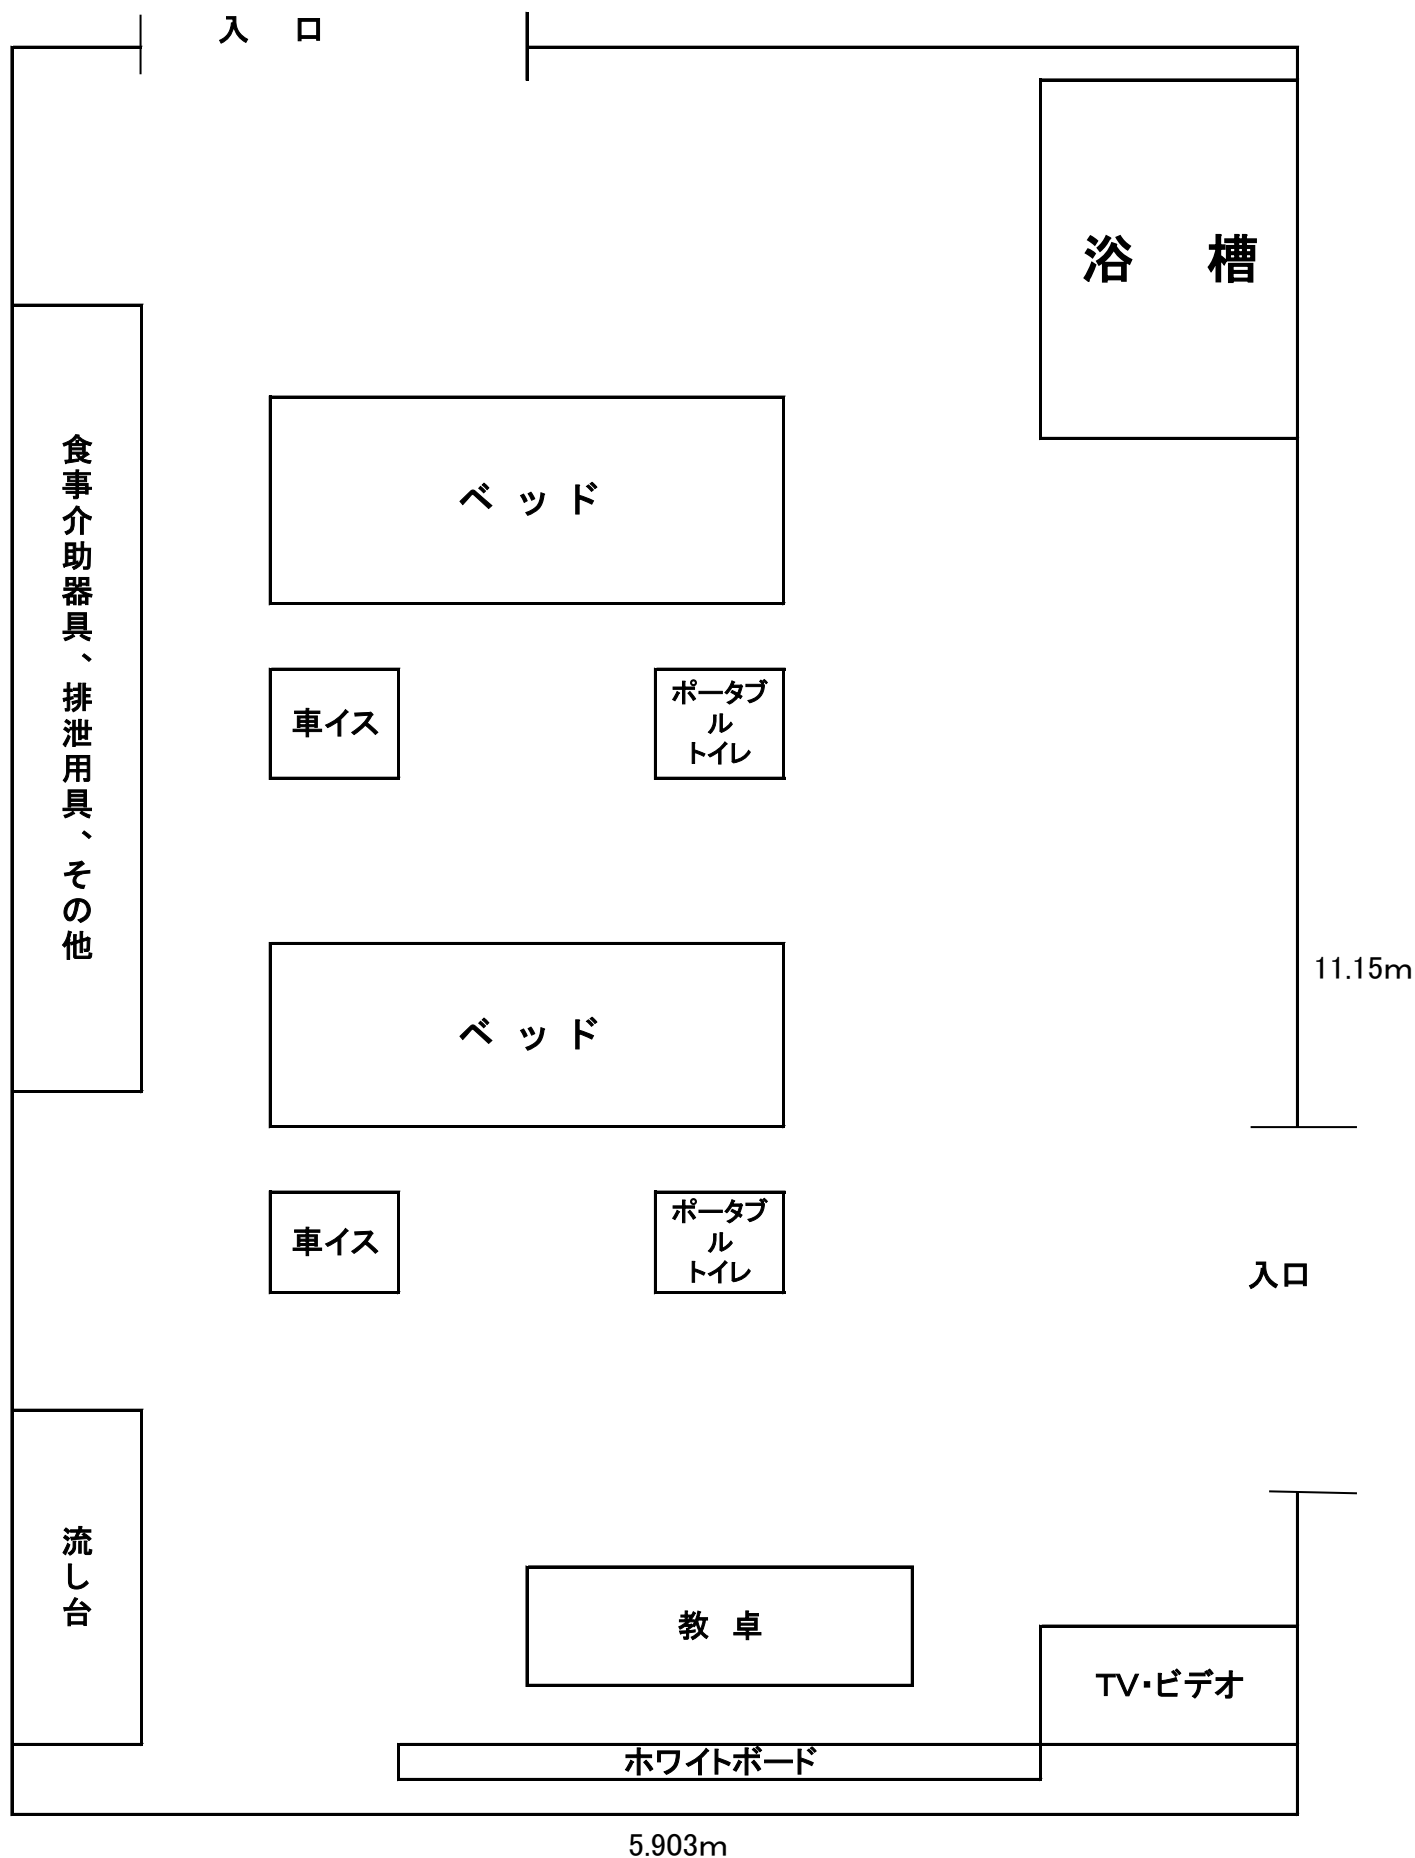 入　口
浴　槽
食事介助器具、排泄用具、その他
ベ ッ ド
車イス
ポータブ
ル
トイレ
ベ ッ ド
11.15ｍ
車イス
ポータブ
ル
トイレ
入口
流し台
教 卓
ＴＶ・ビデオ
ホワイトボード
5.903ｍ